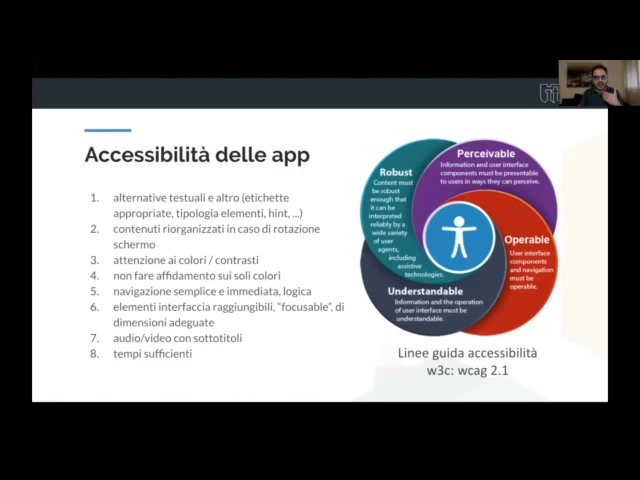 Accessibilità delle app
1. alternative testuali e altro (etichette
appropriate, tipologia elementi, hint, ...)
2. contenuti riorganizzati in caso di rotazione
schermo
3. attenzione ai colori / contrasti
4. non fare affidamento sui soli colori
5. navigazione semplice e immediata, logica
6. elementi interfaccia raggiungibili, "focusable", di
dimensioni adeguate
7. audio/video con sottotitoli
8. tempi sufficienti
Perceivable
Information and user interface
components must be presentable
to users in ways they can perceive.
Robust
Content must
be robust
enough that
it can be
interpreted
reliably by a
wide variety
of user
agents,
including
assistive
technologies.
Operable
User interface
components
and navigation
must be
operable.
Understandable
Information and the operation
of user interface must be
understandable.
Linee guida accessibilità
w3c: wcag 2.1